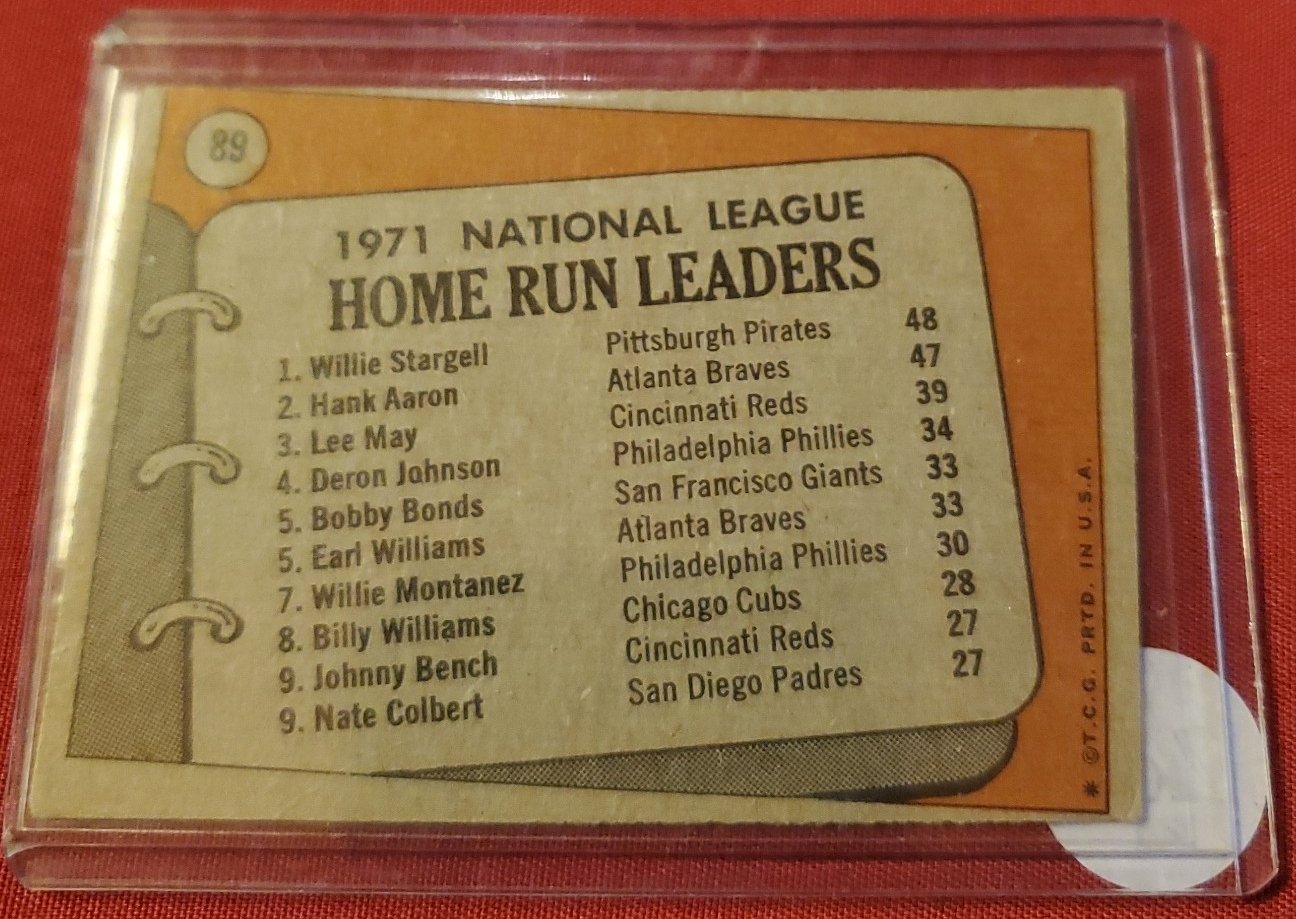 89
1971 NATIONAL LEAGUE
HOME RUN LEADERS
1. Willie Stargell Pittsburgh Pirates 48
2. Hank Aaron Atlanta Braves 47
3. Lee May Cincinnati Reds 39
4. Deron Johnson Philadelphia Phillies 34
5. Bobby Bonds San Francisco Giants 33
5. Earl Williams Atlanta Braves 33
7. Willie Montanez Philadelphia Phillies 30
8. Billy Williams Chicago Cubs 28
9. Johnny Bench Cincinnati Reds 27
9. Nate Colbert San Diego Padres 27
* ©T.C.G. PRTD. IN U.S.A.